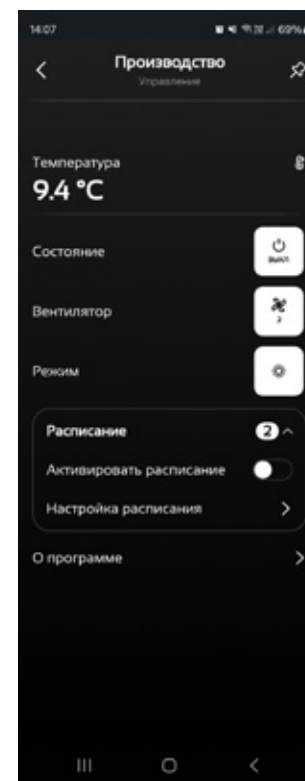 14:07
69%
Производство
Управление
Температура
9.4 °C
Состояние
выкл
Вентилятор
2
Режим
Расписание
2
Активировать расписание
Настройка расписания
О программе